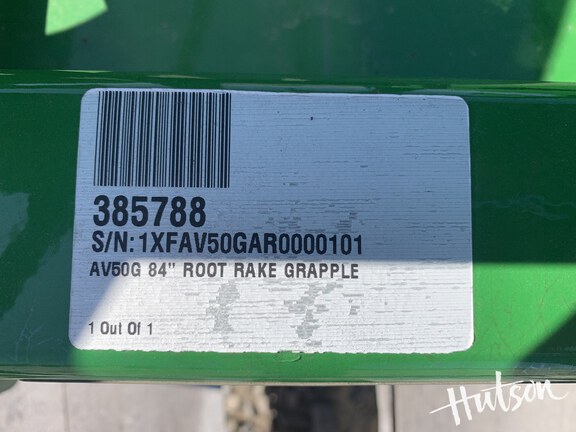 385788
S/N: 1XFAV50GAR0000101
AV50G 84" ROOT RAKE GRAPPLE
1 Out Of 1
Hutson